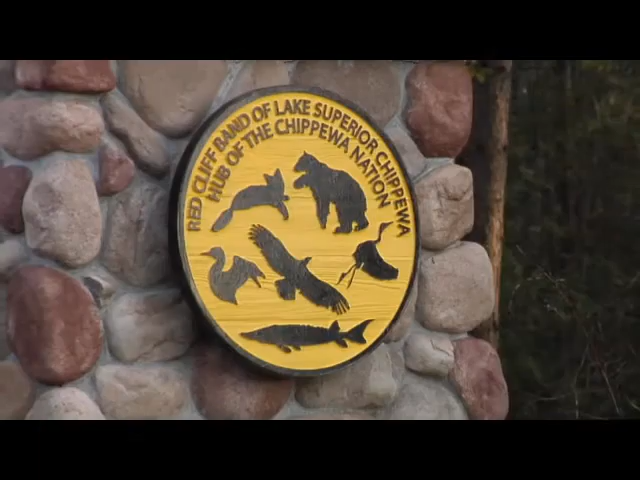 RED CLIFF BAND OF LAKE SUPERIOR CHIPPEWA
HUB OF THE CHIPPEWA NATION